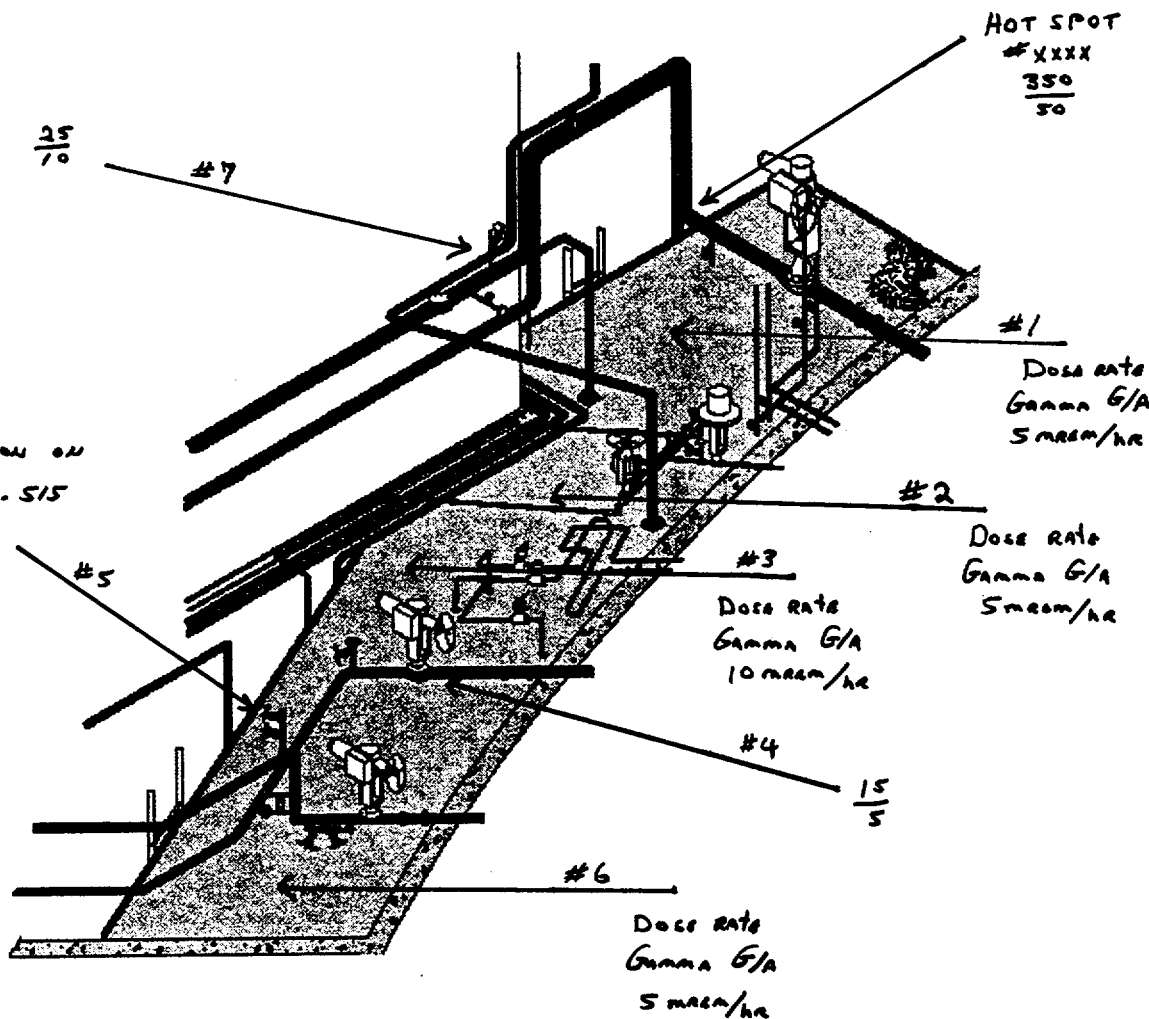 HOT SPOT
# XXXX
350
50
25
10
#7
#1
Dose Rate
Gamma G/A
5 mrem/hr
ON
. 515
#5
#2
Dose Rate
Gamma G/A
5 mrem/hr
#3
Dose Rate
Gamma G/A
10 mrem/hr
#4
15
5
#6
Dose Rate
Gamma G/A
5 mrem/hr